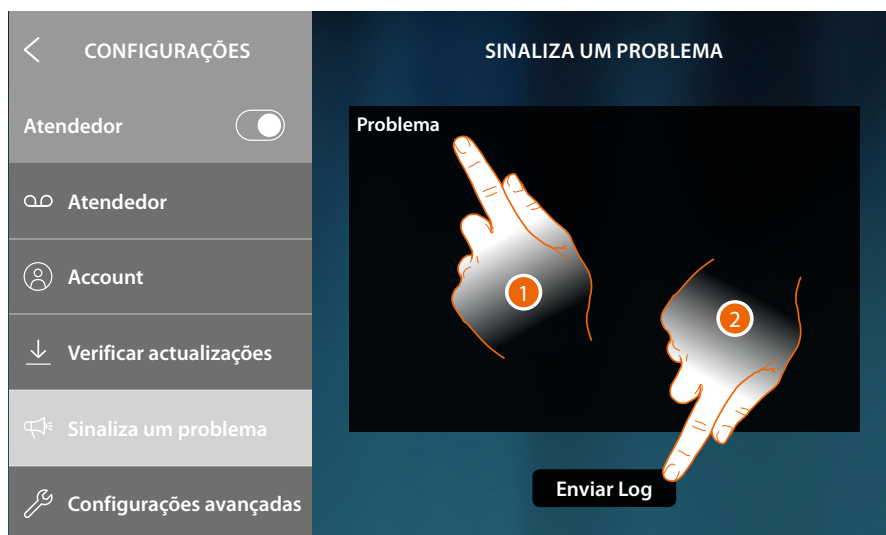 CONFIGURAÇÕES
Atendedor
Atendedor
Account
Verificar actualizações
Sinaliza um problema
Configurações avançadas
SINALIZA UM PROBLEMA
Problema
1
2
Enviar Log